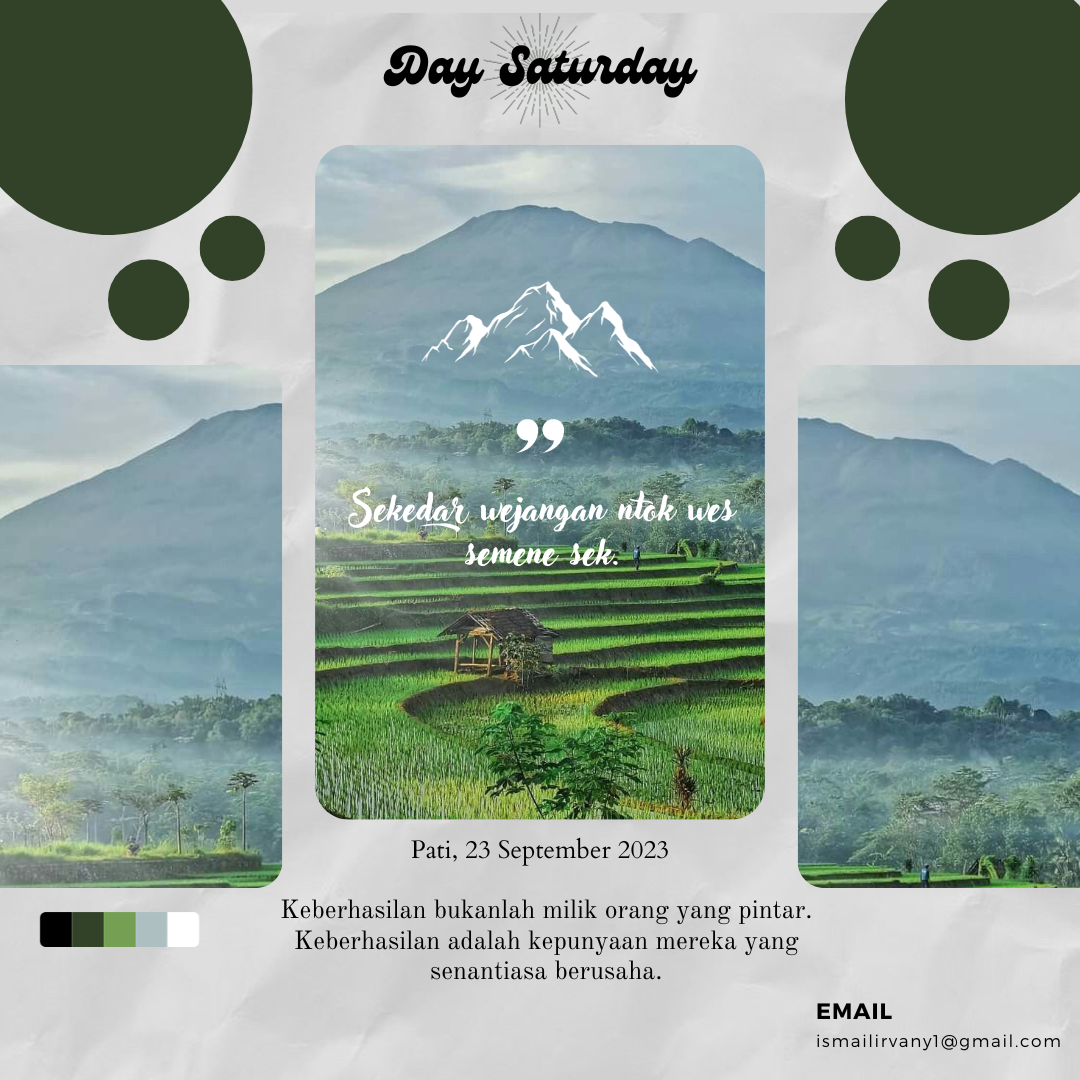 Day Saturday
”
Sekedar wejangan ntok wes
semene sek.
Pati, 23 September 2023
Keberhasilan bukanlah milik orang yang pintar.
Keberhasilan adalah kepunyaan mereka yang
senantiasa berusaha.
EMAIL
ismailirvany1@gmail.com